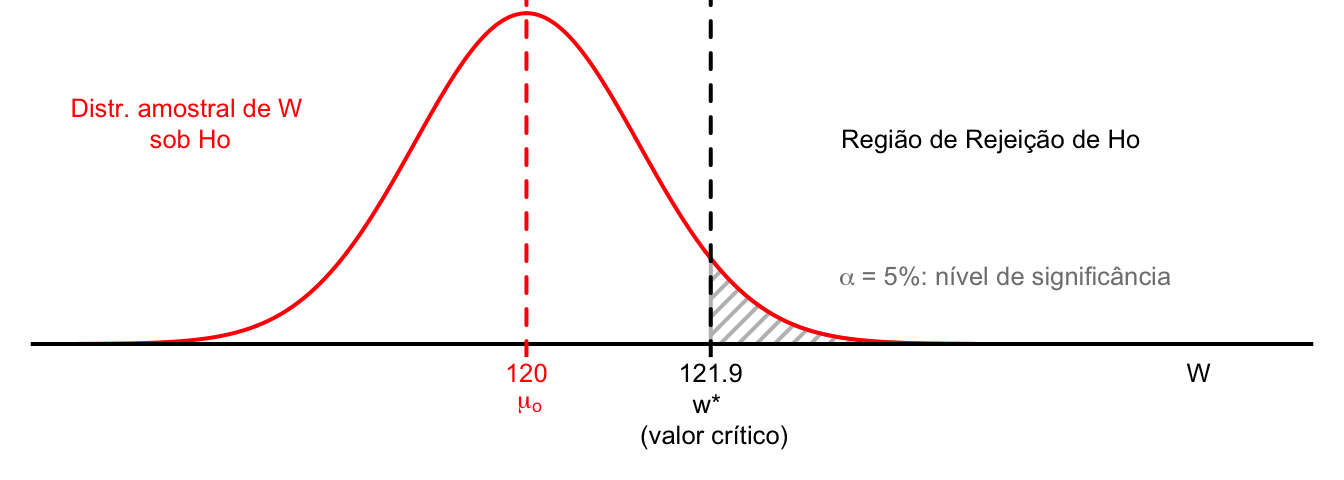 Distr. amostral de W
sob Ho
Região de Rejeição de Ho
α = 5%: nível de significância
120
μₒ
121.9
w*
(valor crítico)
W